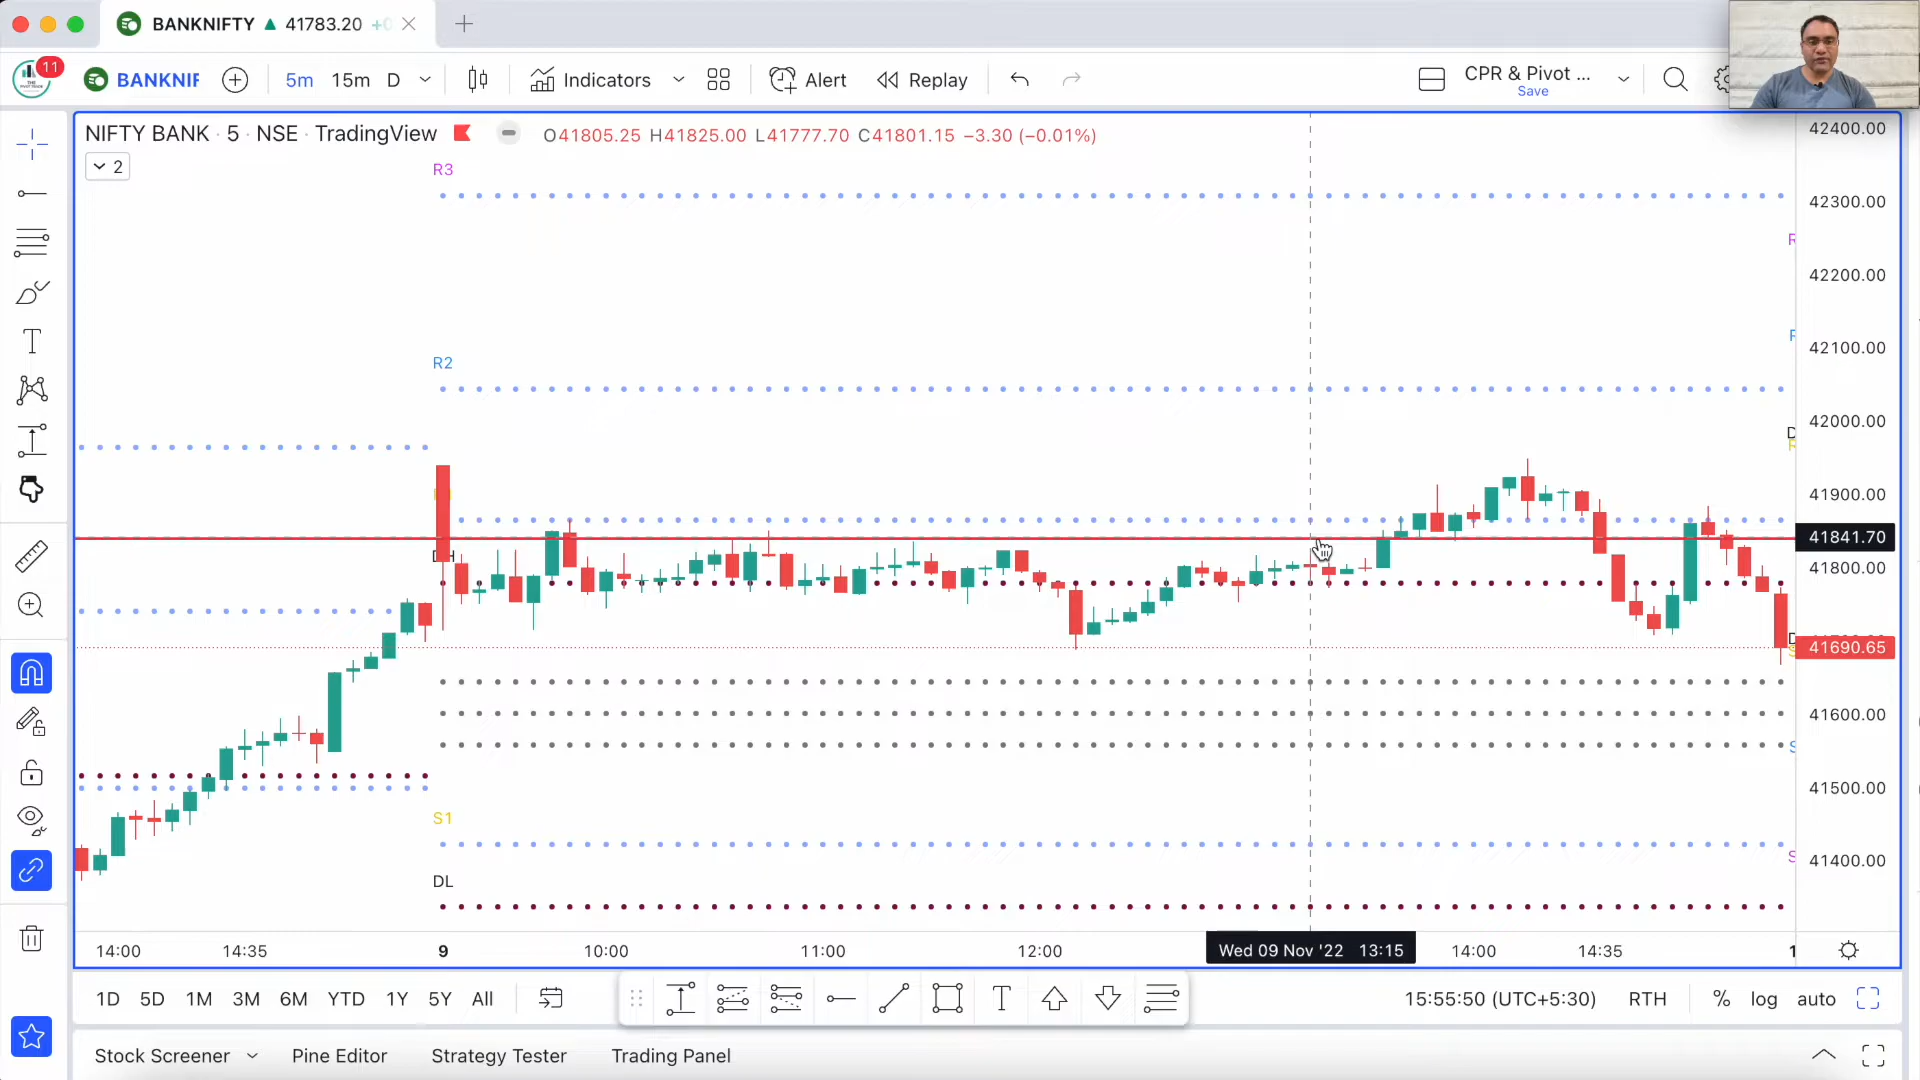 BANKNIFTY ▲ 41783.20 +0
11
BANKNIF 5m 15m D Indicators Alert Replay CPR & Pivot ...
Save
NIFTY BANK · 5 · NSE · TradingView O41805.25 H41825.00 L41777.70 C41801.15 −3.30 (−0.01%)
2
R3
R2
S1
DL
42400.00
42300.00
42200.00
42100.00
42000.00
41900.00
41841.70
41800.00
41690.65
41600.00
41500.00
41400.00
14:00 14:35 9 10:00 11:00 12:00 Wed 09 Nov '22 13:15 14:00 14:35 1
1D 5D 1M 3M 6M YTD 1Y 5Y All T 15:55:50 (UTC+5:30) RTH % log auto
Stock Screener Pine Editor Strategy Tester Trading Panel